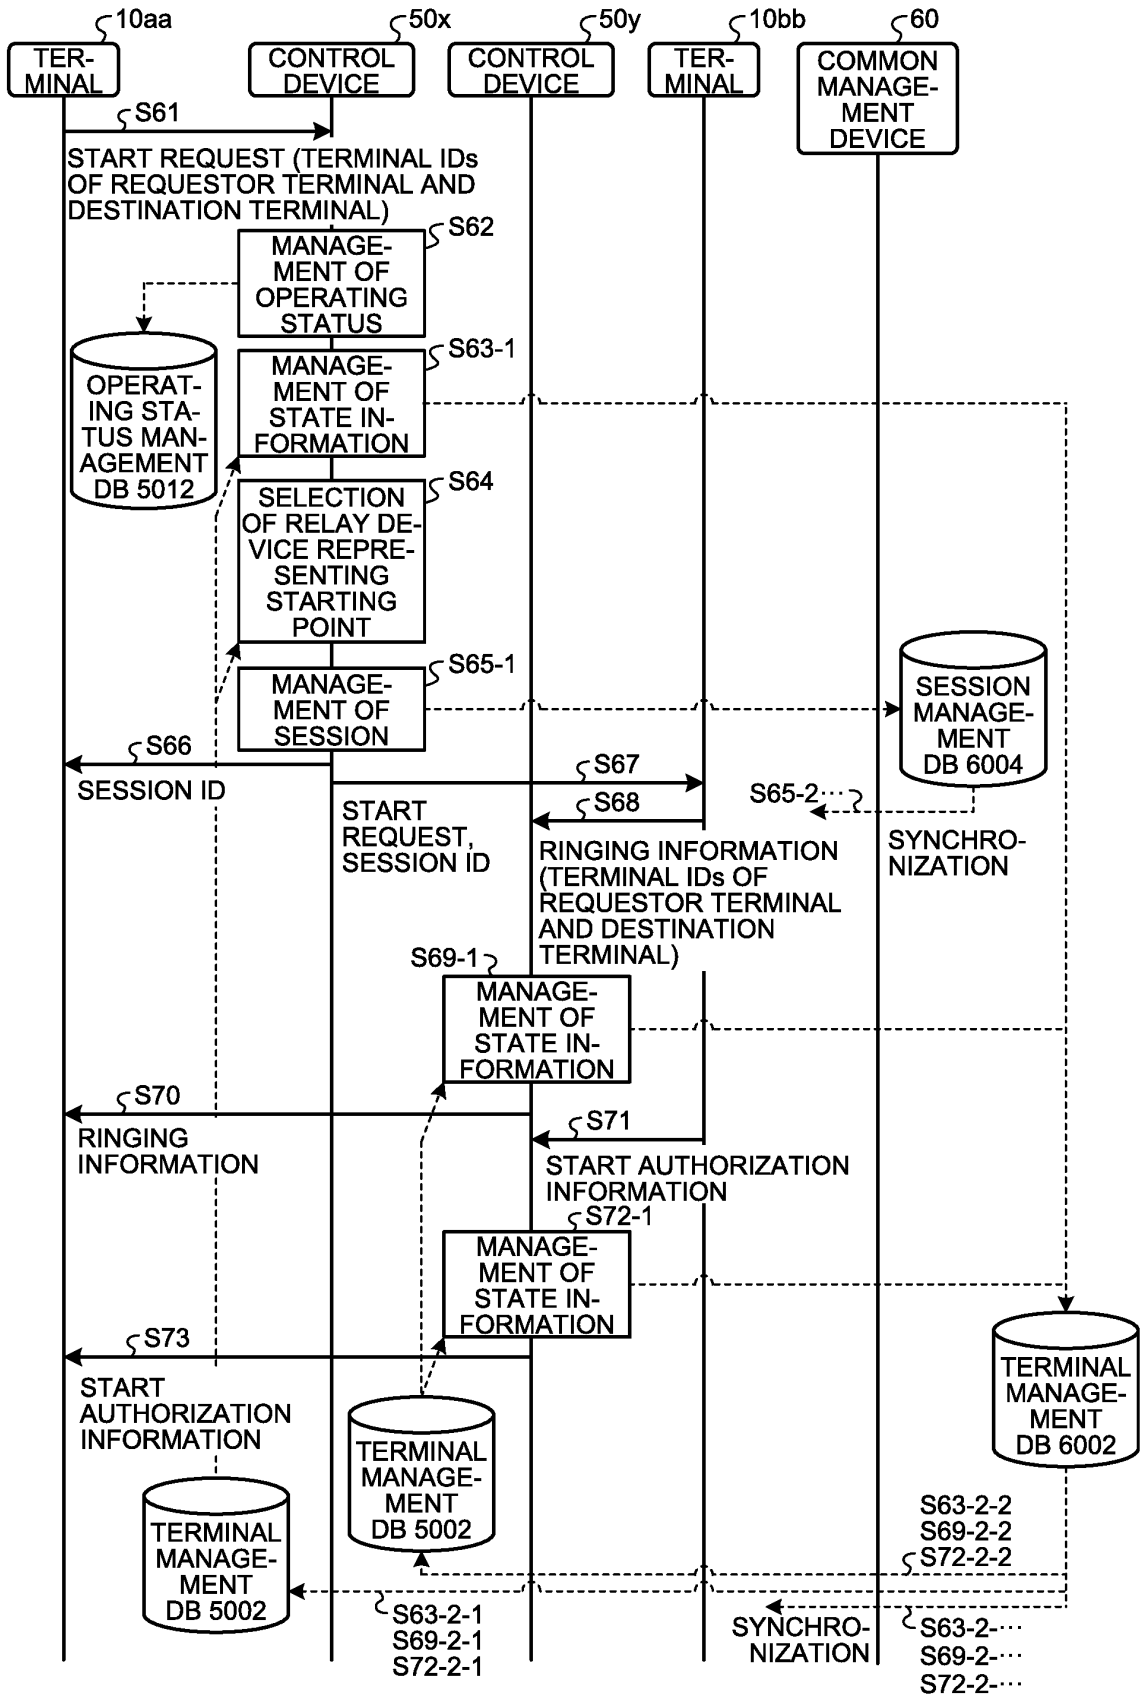 10aa
50x
50y
10bb
60
TER-
MINAL
CONTROL
DEVICE
CONTROL
DEVICE
TER-
MINAL
COMMON
MANAGE-
MENT
DEVICE
S61
START REQUEST (TERMINAL IDs
OF REQUESTOR TERMINAL AND
DESTINATION TERMINAL)
S62
MANAGE-
MENT OF
OPERATING
STATUS
S63-1
MANAGE-
MENT OF
STATE IN-
FORMATION
OPERAT-
ING STA-
TUS MAN-
AGEMENT
DB 5012
S64
SELECTION
OF RELAY DE-
VICE REPRE-
SENTING
STARTING
POINT
S65-1
MANAGE-
MENT OF
SESSION
SESSION
MANAGE-
MENT
DB 6004
S66
SESSION ID
S67
START
REQUEST,
SESSION ID
S65-2···
SYNCHRO-
NIZATION
S68
RINGING INFORMATION
(TERMINAL IDs OF
REQUESTOR TERMINAL
AND DESTINATION
TERMINAL)
S69-1
MANAGE-
MENT OF
STATE IN-
FORMATION
S70
RINGING
INFORMATION
S71
START AUTHORIZATION
INFORMATION
S72-1
MANAGE-
MENT OF
STATE IN-
FORMATION
S73
START
AUTHORIZATION
INFORMATION
TERMINAL
MANAGE-
MENT
DB 6002
TERMINAL
MANAGE-
MENT
DB 5002
TERMINAL
MANAGE-
MENT
DB 5002
S63-2-2
S69-2-2
S72-2-2
S63-2-1
S69-2-1
S72-2-1
SYNCHRO-
NIZATION
S63-2-···
S69-2-···
S72-2-···